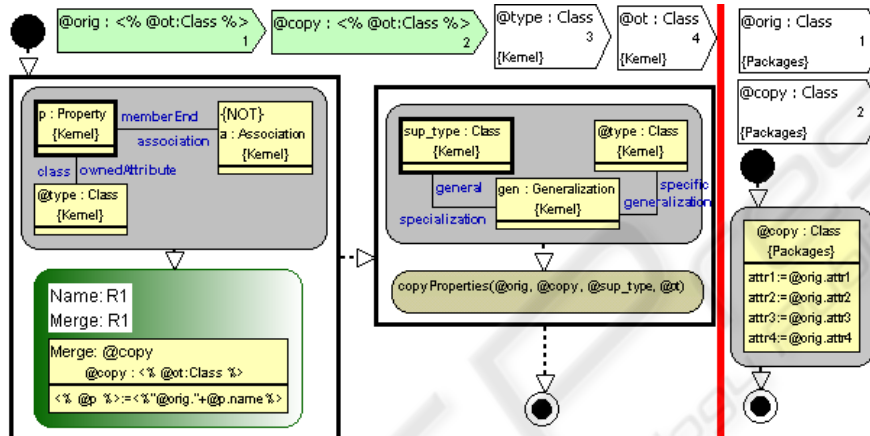 @orig : <% @ot:Class %>
1
@copy : <% @ot:Class %>
2
@type : Class
3
{Kernel}
@ot : Class
4
{Kernel}
@orig : Class
1
{Packages}
@copy : Class
2
{Packages}
p : Property
{Kernel}
memberEnd
association
{NOT}
a : Association
{Kernel}
class
ownedAttribute
@type : Class
{Kernel}
Name: R1
Merge: R1
Merge: @copy
@copy : <% @ot:Class %>
<% @p %>:=<%"@orig."+@p.name %>
sup_type : Class
{Kernel}
@type : Class
{Kernel}
general
specialization
gen : Generalization
{Kernel}
specific
generalization
copyProperties(@orig, @copy, @sup_type, @ot)
@copy : Class
{Packages}
attr1:= @orig.attr1
attr2:= @orig.attr2
attr3:= @orig.attr3
attr4:= @orig.attr4